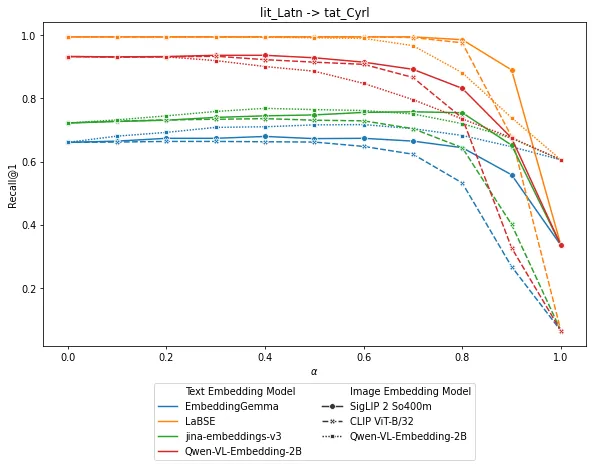 lit_Latn -> tat_Cyrl
Recall@1
1.0
0.8
0.6
0.4
0.2
0.0 0.2 0.4 0.6 0.8 1.0
α
Text Embedding Model
EmbeddingGemma
LaBSE
jina-embeddings-v3
Qwen-VL-Embedding-2B
Image Embedding Model
SigLIP 2 So400m
CLIP ViT-B/32
Qwen-VL-Embedding-2B